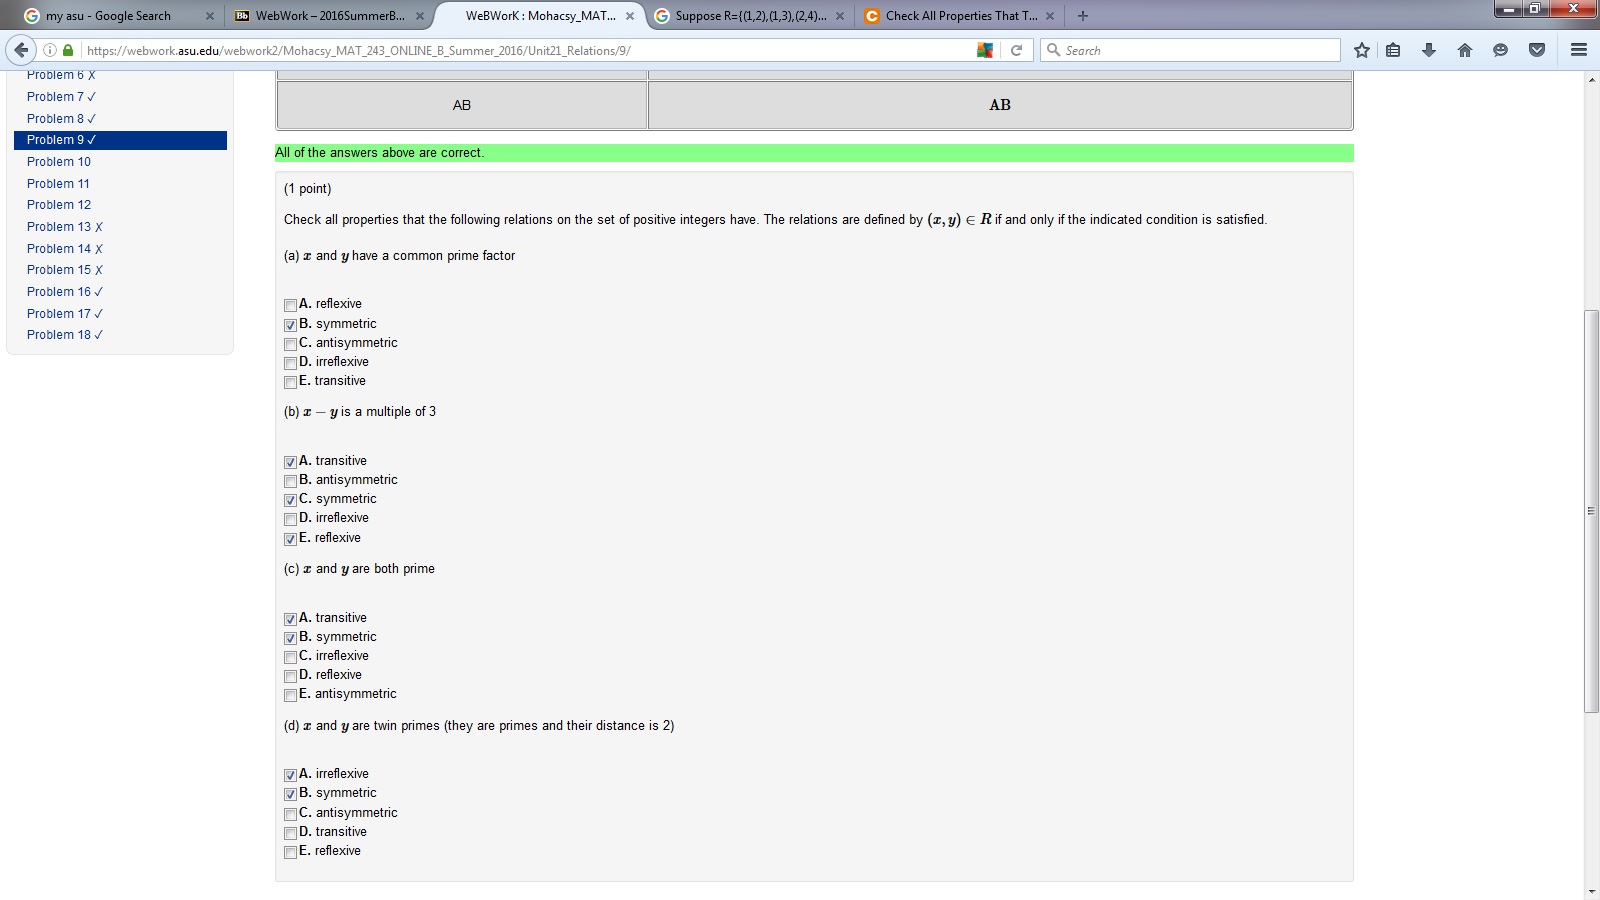 my asu - Google Search
WebWork – 2016SummerB...
WeBWorK : Mohacsy_MAT...
Suppose R={(1,2),(1,3),(2,4)...
Check All Properties That T...
https://webwork.asu.edu/webwork2/Mohacsy_MAT_243_ONLINE_B_Summer_2016/Unit21_Relations/9/
Search
Problem 6 ✗
Problem 7 ✓
Problem 8 ✓
Problem 9 ✓
Problem 10
Problem 11
Problem 12
Problem 13 ✗
Problem 14 ✗
Problem 15 ✗
Problem 16 ✓
Problem 17 ✓
Problem 18 ✓
AB AB
All of the answers above are correct.
(1 point)
Check all properties that the following relations on the set of positive integers have. The relations are defined by (x, y) ∈ R if and only if the indicated condition is satisfied.
(a) x and y have a common prime factor
A. reflexive
B. symmetric
C. antisymmetric
D. irreflexive
E. transitive
(b) x − y is a multiple of 3
A. transitive
B. antisymmetric
C. symmetric
D. irreflexive
E. reflexive
(c) x and y are both prime
A. transitive
B. symmetric
C. irreflexive
D. reflexive
E. antisymmetric
(d) x and y are twin primes (they are primes and their distance is 2)
A. irreflexive
B. symmetric
C. antisymmetric
D. transitive
E. reflexive